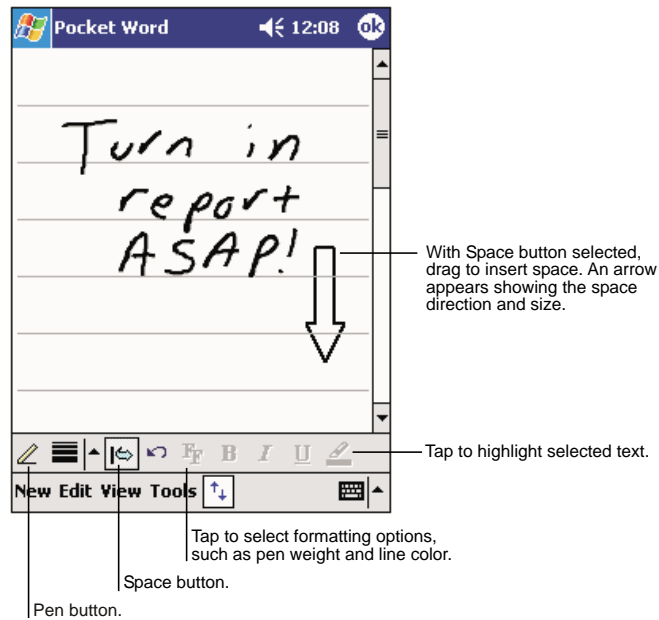 Pocket Word 12:08 ok
Turn in
report
ASAP!
With Space button selected,
drag to insert space. An arrow
appears showing the space
direction and size.
B I U
Tap to highlight selected text.
New Edit View Tools
Tap to select formatting options,
such as pen weight and line color.
Space button.
Pen button.